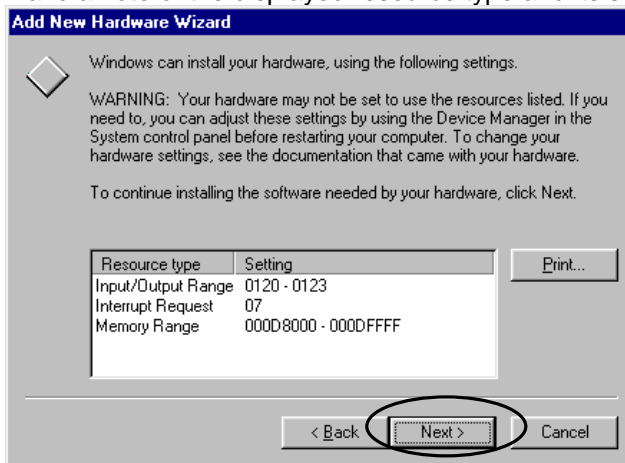 Add New Hardware Wizard
Windows can install your hardware, using the following settings.
WARNING: Your hardware may not be set to use the resources listed. If you
need to, you can adjust these settings by using the Device Manager in the
System control panel before restarting your computer. To change your
hardware settings, see the documentation that came with your hardware.
To continue installing the software needed by your hardware, click Next.
Resource type Setting
Input/Output Range 0120 - 0123
Interrupt Request 07
Memory Range 000D8000 - 000DFFFF
Print...
< Back Next > Cancel